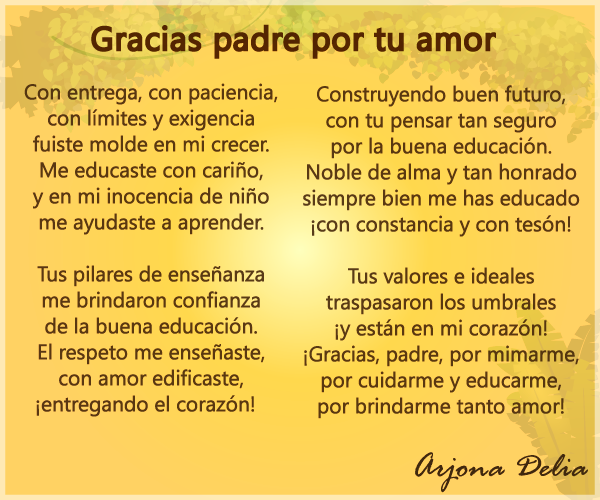 Gracias padre por tu amor
Con entrega, con paciencia,
con límites y exigencia
fuiste molde en mi crecer.
Me educaste con cariño,
y en mi inocencia de niño
me ayudaste a aprender.
Tus pilares de enseñanza
me brindaron confianza
de la buena educación.
El respeto me enseñaste,
con amor edificaste,
¡entregando el corazón!
Construyendo buen futuro,
con tu pensar tan seguro
por la buena educación.
Noble de alma y tan honrado
siempre bien me has educado
¡con constancia y con tesón!
Tus valores e ideales
traspasaron los umbrales
¡y están en mi corazón!
¡Gracias, padre, por mimarme,
por cuidarme y educarme,
por brindarme tanto amor!
Arjona Delia